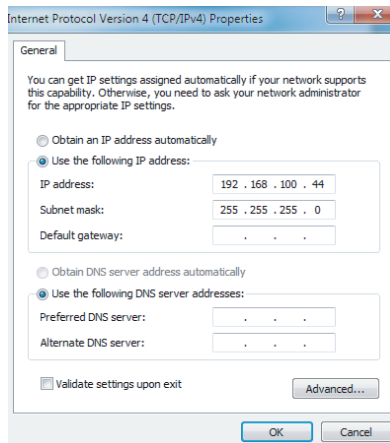 Internet Protocol Version 4 (TCP/IPv4) Properties
General
You can get IP settings assigned automatically if your network supports
this capability. Otherwise, you need to ask your network administrator
for the appropriate IP settings.
Obtain an IP address automatically
Use the following IP address:
IP address: 192 . 168 . 100 . 44
Subnet mask: 255 . 255 . 255 . 0
Default gateway: . . .
Obtain DNS server address automatically
Use the following DNS server addresses:
Preferred DNS server: . . .
Alternate DNS server: . . .
Validate settings upon exit
Advanced...
OK Cancel